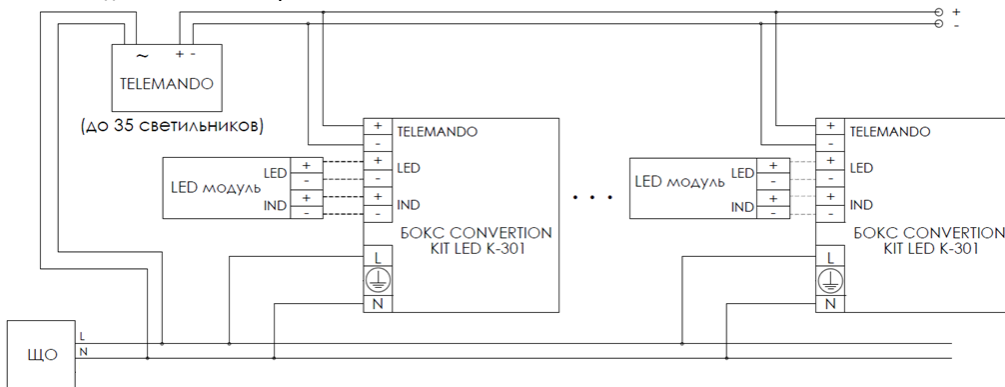 +
-
~ + -
TELEMANDO
(до 35 светильников)
+ TELEMANDO
-
LED + + LED
LED модуль - -
IND + + IND
- -
БОКС CONVERTION
KIT LED K-301
L
N
. . .
+ TELEMANDO
-
LED + + LED
LED модуль - -
IND + + IND
- -
БОКС CONVERTION
KIT LED K-301
L
N
ЩО L
N